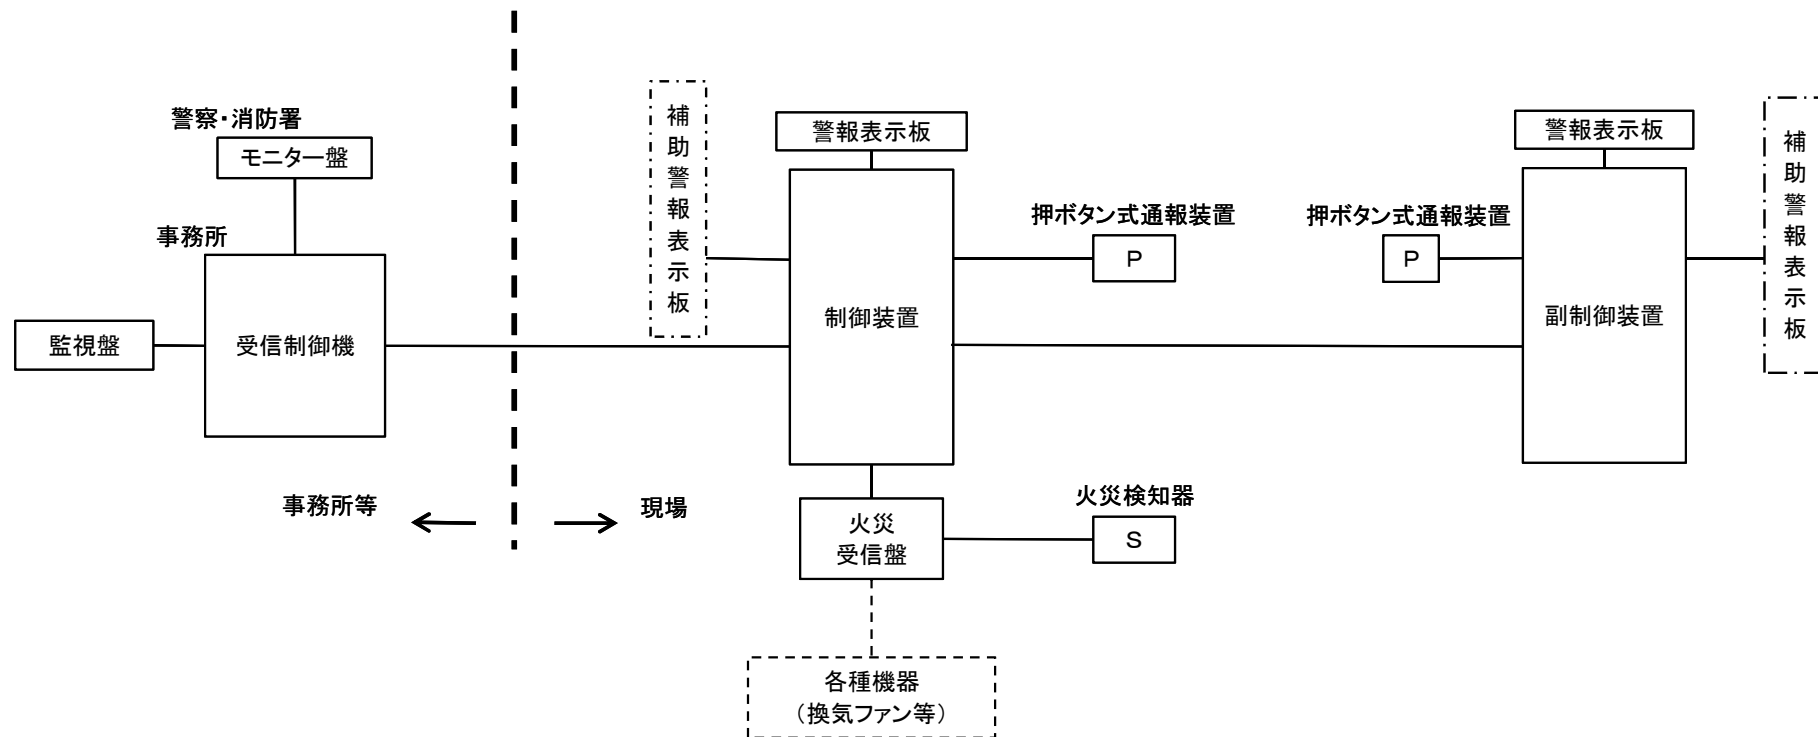 警察・消防署
モニター盤
事務所
監視盤
受信制御機
事務所等
現場
補助警報表示板
警報表示板
制御装置
押ボタン式通報装置
P
火災
受信盤
火災検知器
S
各種機器
（換気ファン等）
押ボタン式通報装置
P
警報表示板
副制御装置
補助警報表示板